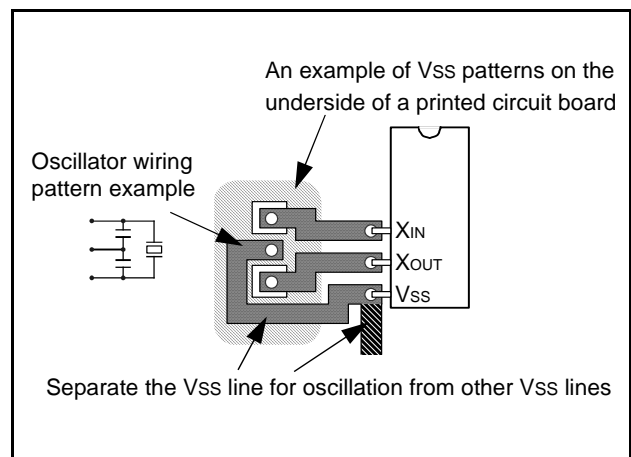 An example of VSS patterns on the
underside of a printed circuit board
Oscillator wiring
pattern example
XIN
XOUT
VSS
Separate the VSS line for oscillation from other VSS lines